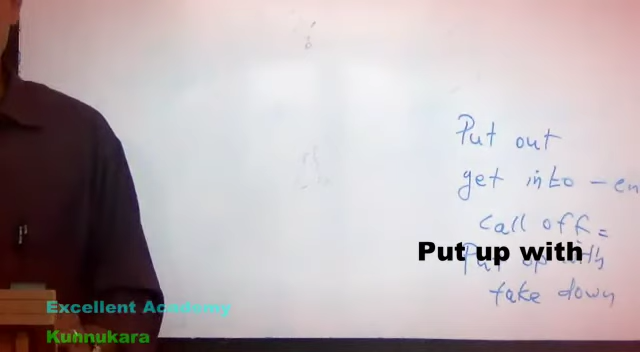 Put out
get into - en
call off =
Put up with
Put up with
take down
Excellent Academy
Kunnukara